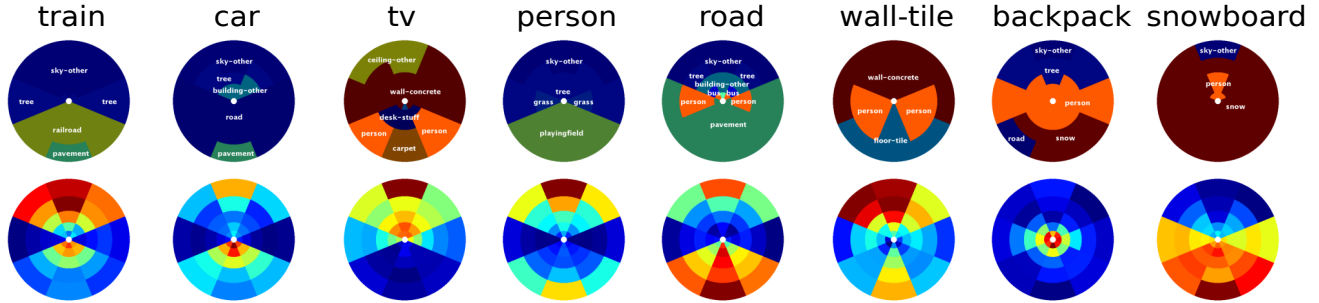 train car tv person road wall-tile backpack snowboard
sky-other
tree tree
railroad
pavement
sky-other
tree
building-other
road
pavement
ceiling-other
wall-concrete
desk-stuff
person person
carpet
sky-other
tree
grass grass
playingfield
sky-other
tree tree
building-other
bus bus
person person
pavement
wall-concrete
person person
floor-tile
sky-other
tree
person
road snow
sky-other
person
snow